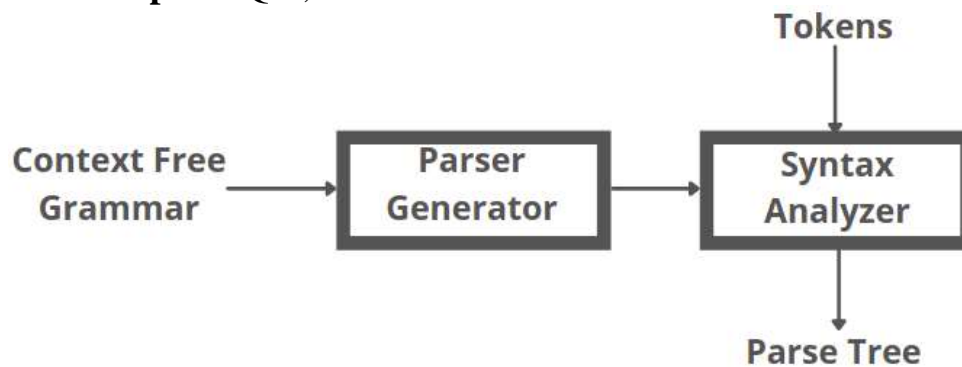 Tokens
Context Free
Grammar
Parser
Generator
Syntax
Analyzer
Parse Tree